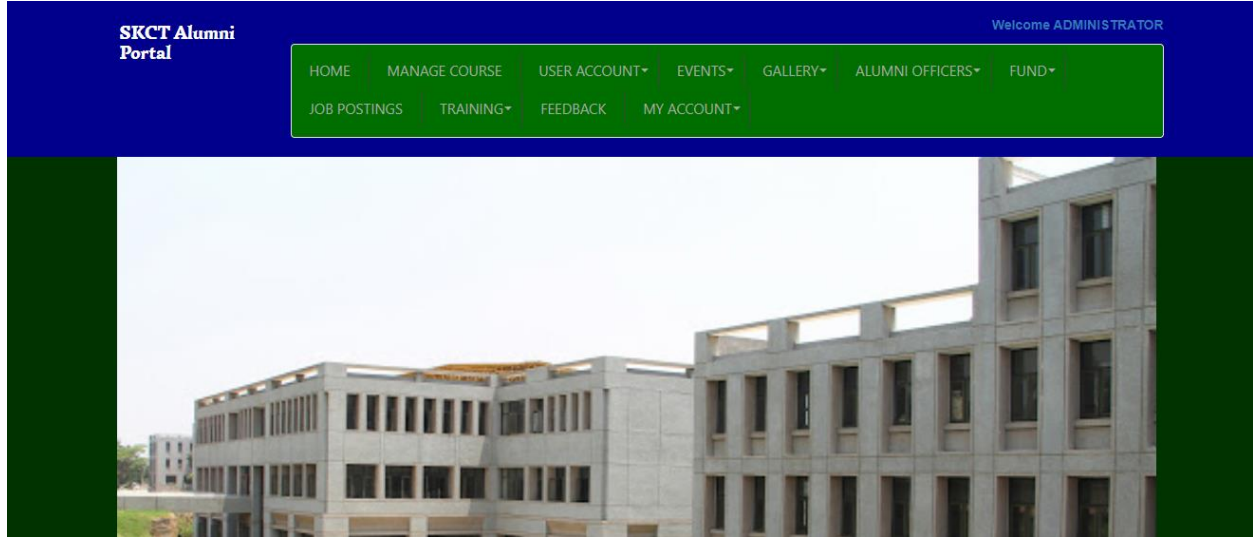 SKCT Alumni
Portal
Welcome ADMINISTRATOR
HOME MANAGE COURSE USER ACCOUNT EVENTS GALLERY ALUMNI OFFICERS FUND
JOB POSTINGS TRAINING FEEDBACK MY ACCOUNT